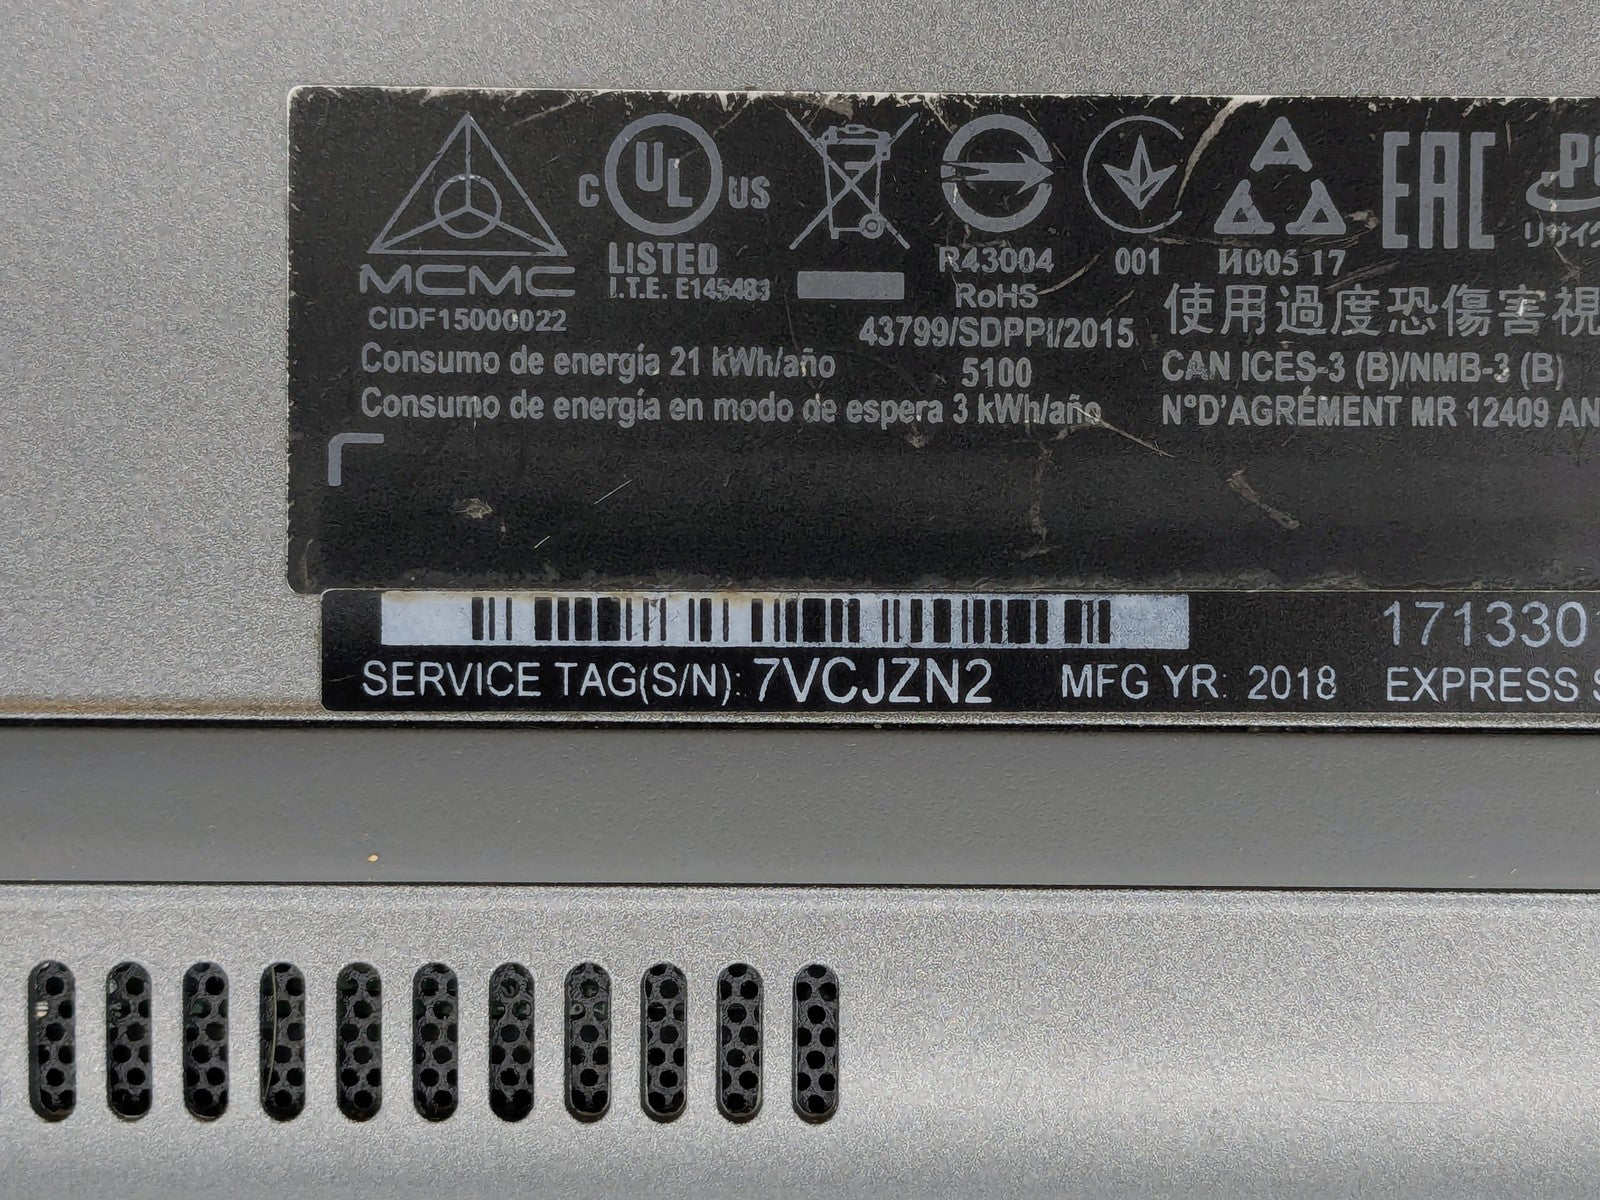 C UL US
LISTED
I.T.E. E145483
MCMC
CIDF15000022
R43004
RoHS
001
И005 17
EAC
43799/SDPPI/2015
5100
使用過度恐傷害視
Consumo de energía 21 kWh/año
Consumo de energía en modo de espera 3 kWh/año
CAN ICES-3 (B)/NMB-3 (B)
N°D'AGRÉMENT MR 12409 AN
SERVICE TAG(S/N): 7VCJZN2 MFG YR: 2018
171330
EXPRESS